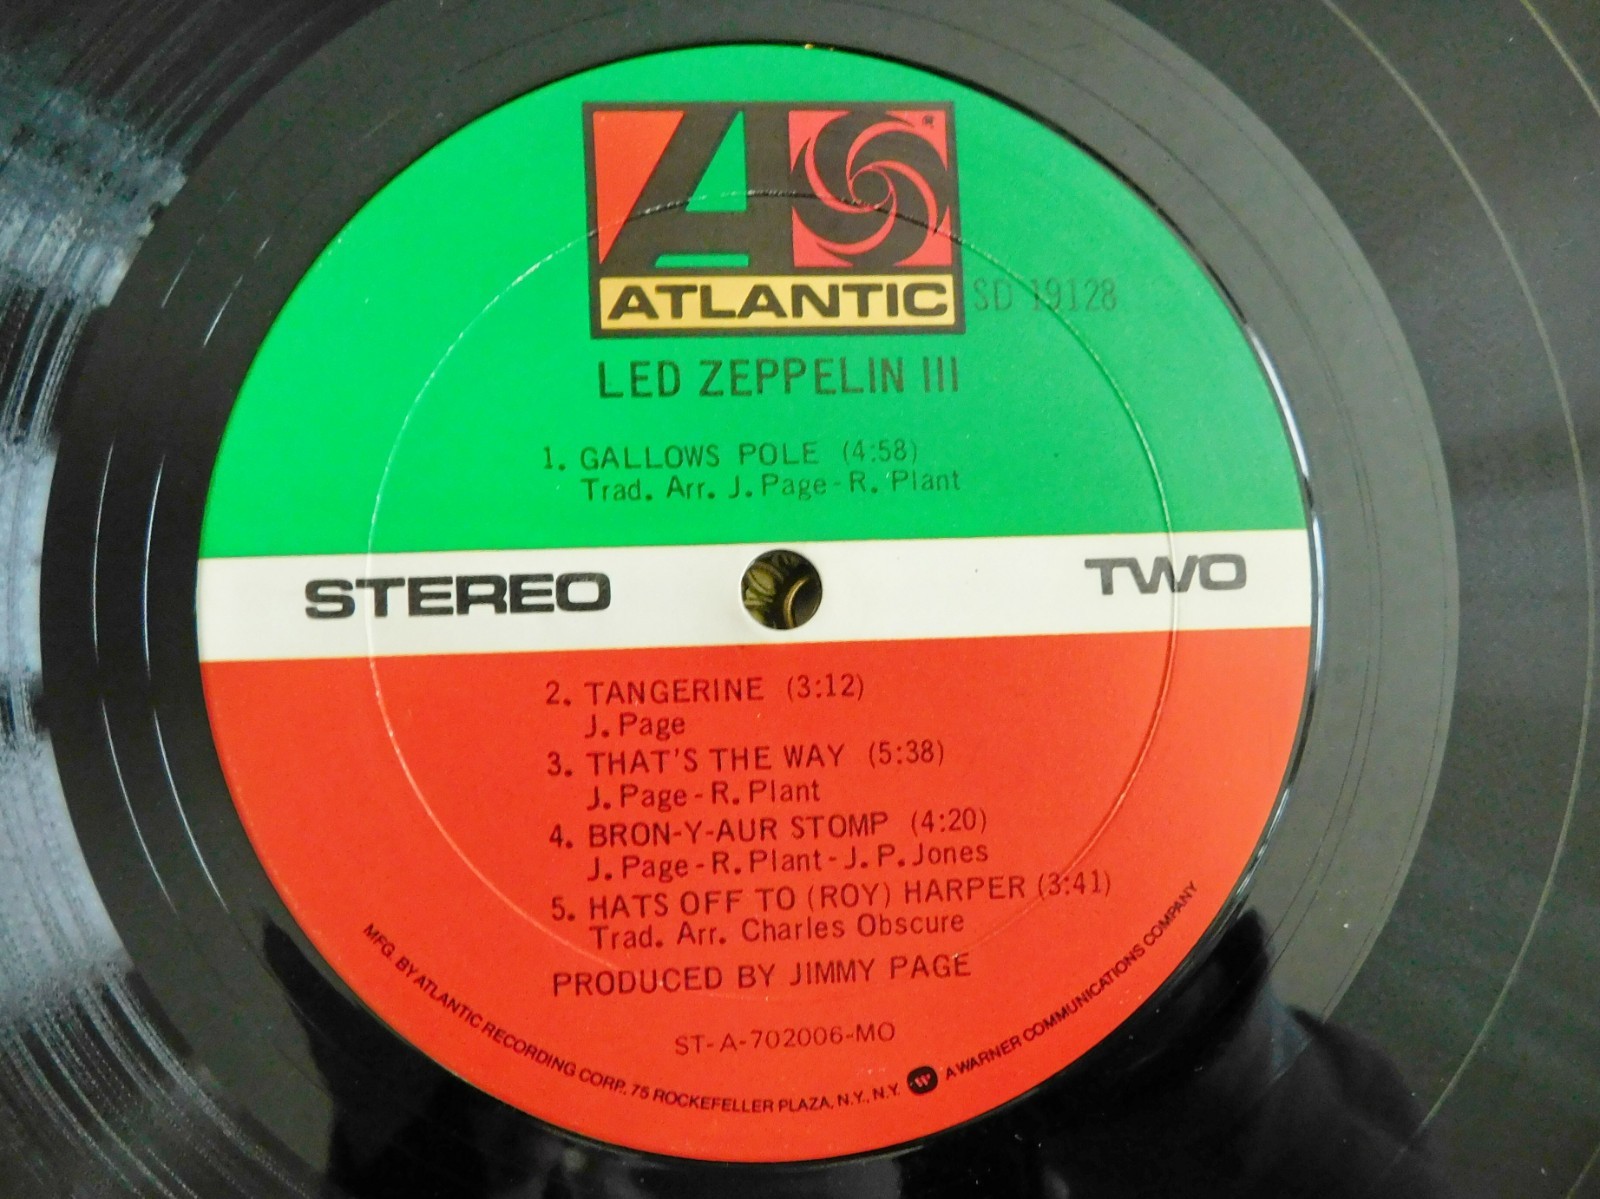 ATLANTIC
SD 19128
LED ZEPPELIN III
1. GALLOWS POLE (4:58)
Trad. Arr. J. Page - R. Plant
STEREO
TWO
2. TANGERINE (3:12)
J. Page
3. THAT'S THE WAY (5:38)
J. Page - R. Plant
4. BRON-Y-AUR STOMP (4:20)
J. Page - R. Plant - J. P. Jones
5. HATS OFF TO (ROY) HARPER (3:41)
Trad. Arr. Charles Obscure
PRODUCED BY JIMMY PAGE
ST-A-702006-MO
MFG. BY ATLANTIC RECORDING CORP., 75 ROCKEFELLER PLAZA, N.Y., N.Y. A WARNER COMMUNICATIONS COMPANY